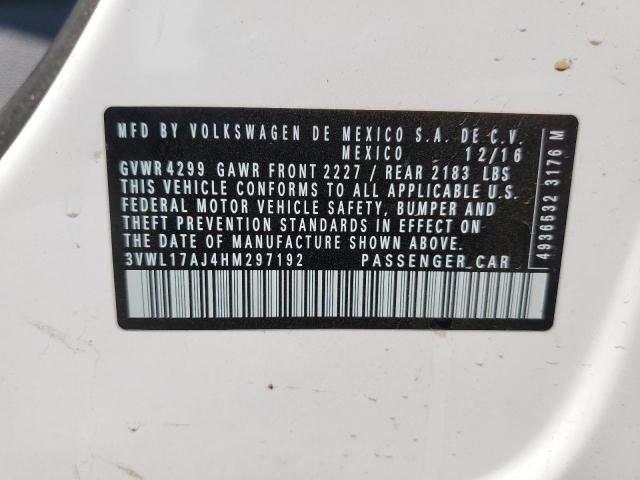 MFD BY VOLKSWAGEN DE MEXICO S.A. DE C.V.
MEXICO 12/16
GVWR 4299 GAWR FRONT 2227 / REAR 2183 LBS
THIS VEHICLE CONFORMS TO ALL APPLICABLE U.S.
FEDERAL MOTOR VEHICLE SAFETY, BUMPER AND
THEFT PREVENTION STANDARDS IN EFFECT ON
THE DATE OF MANUFACTURE SHOWN ABOVE.
3VWL17AJ4HM297192 PASSENGER CAR
4936532 3176 M